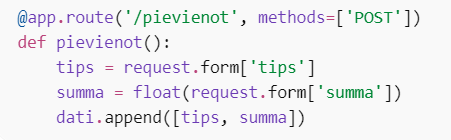 @app.route('/pievienot', methods=['POST'])
def pievienot():
    tips = request.form['tips']
    summa = float(request.form['summa'])
    dati.append([tips, summa])